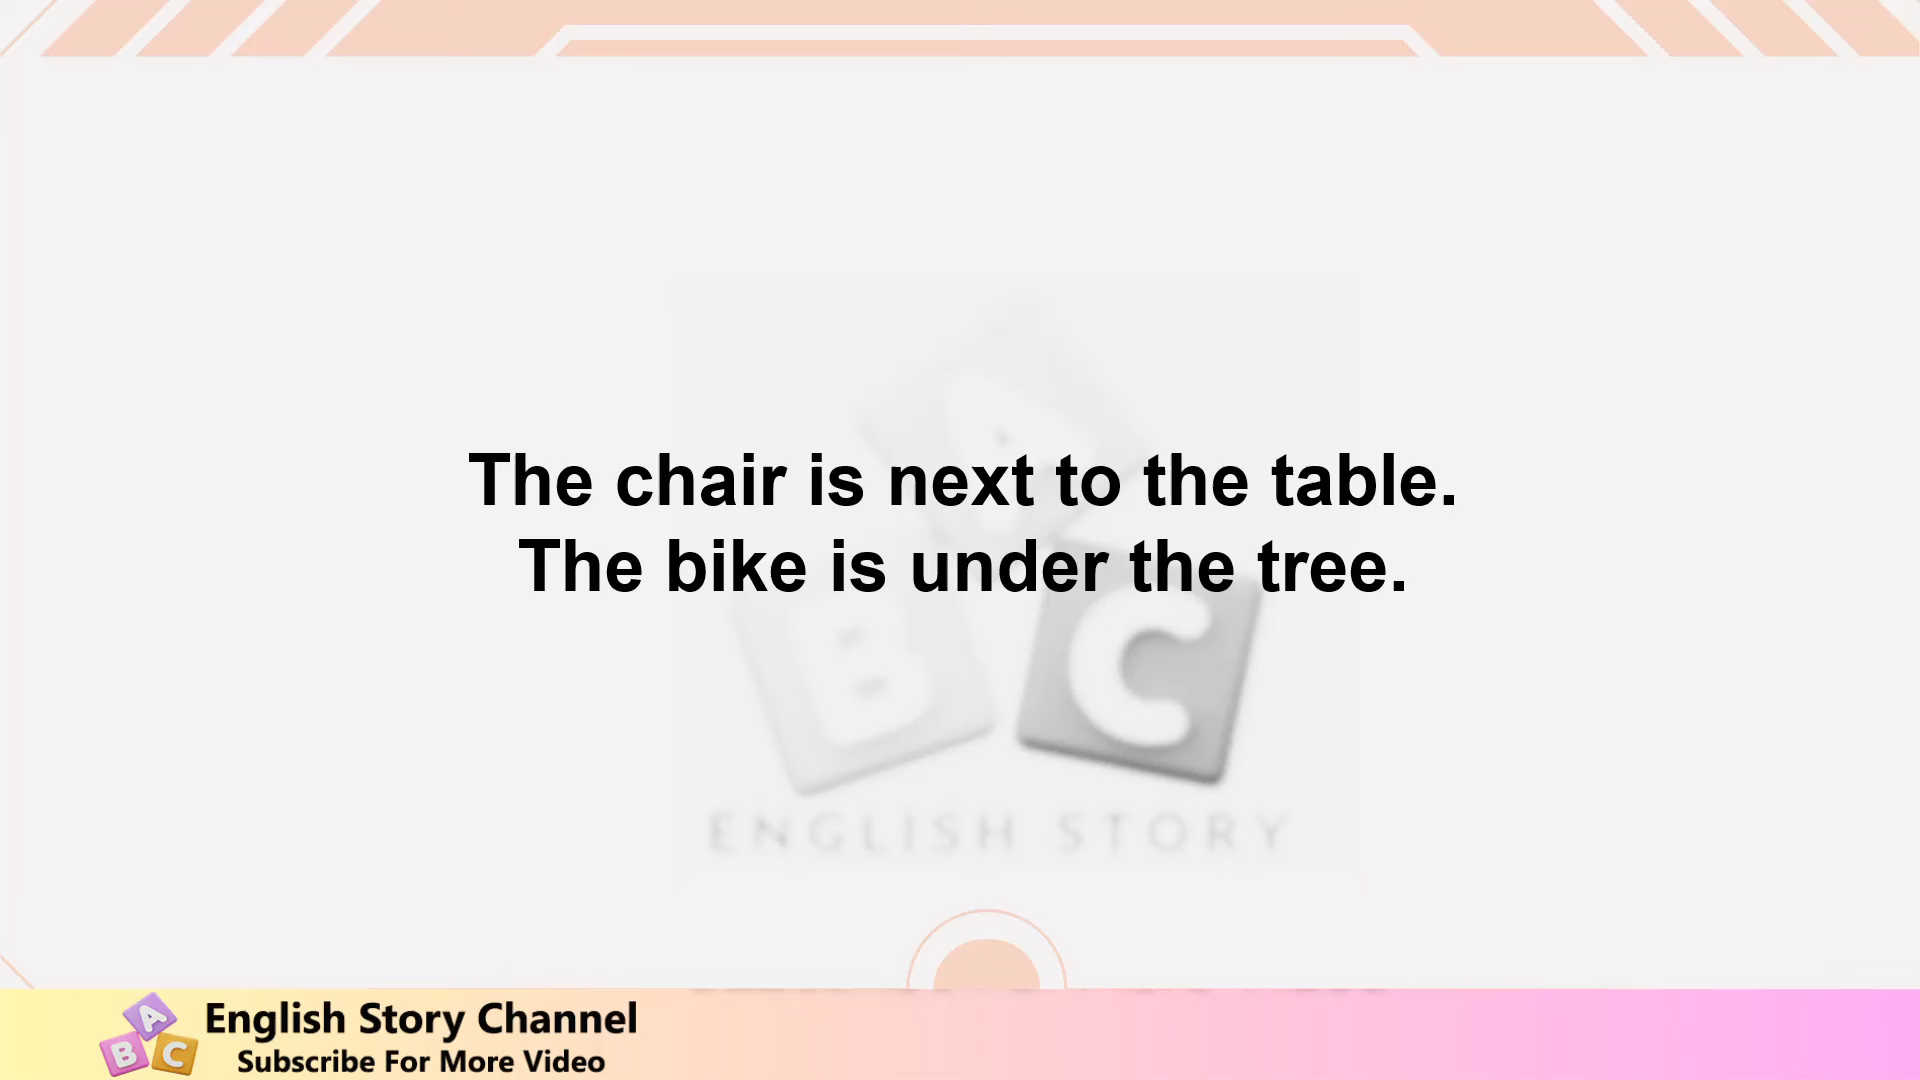 The chair is next to the table.
The bike is under the tree.
A
B
C
ENGLISH STORY
A
B
C
English Story Channel
Subscribe For More Video